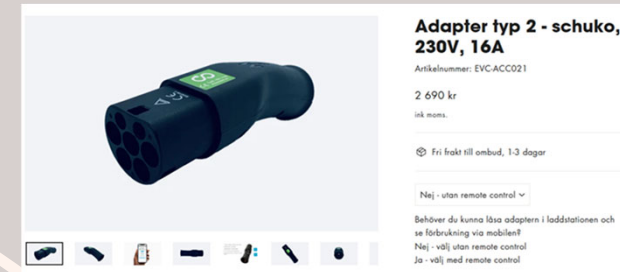 Adapter typ 2 - schuko,
230V, 16A
Artikelnummer: EVC-ACC021
2 690 kr
ink moms.
Fri frakt till ombud, 1-3 dagar
Nej - utan remote control
Behöver du kunna låsa adaptern i laddstationen och
se förbrukning via mobilen?
Nej - välj utan remote control
Ja - välj med remote control